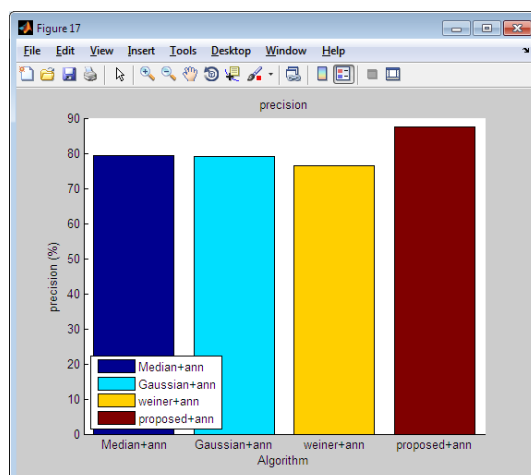 Figure 17
File Edit View Insert Tools Desktop Window Help
precision
90
80
70
60
50
40
30
20
10
0
precision (%)
Median+ann
Gaussian+ann
weiner+ann
proposed+ann
Median+ann Gaussian+ann weiner+ann proposed+ann
Algorithm